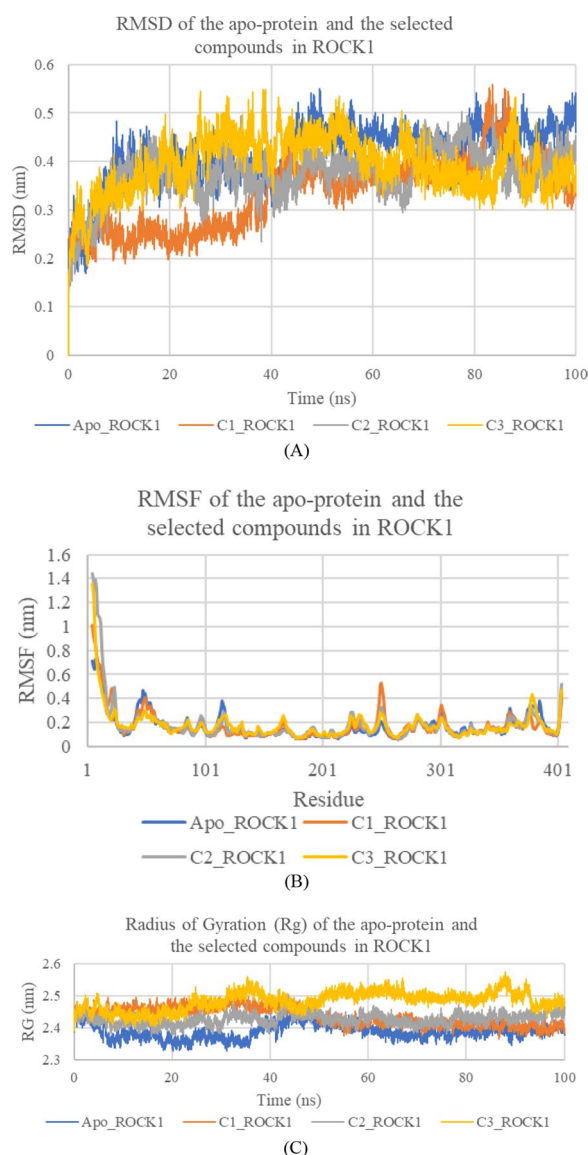 RMSD of the apo-protein and the selected
compounds in ROCK1
0.6
0.5
0.4
0.3
0.2
0.1
0
RMSD (nm)
0 20 40 60 80 100
Time (ns)
Apo_ROCK1 C1_ROCK1 C2_ROCK1 C3_ROCK1
(A)
RMSF of the apo-protein and the
selected compounds in ROCK1
1.6
1.4
1.2
1
0.8
0.6
0.4
0.2
0
RMSF (nm)
1 101 201 301 401
Residue
Apo_ROCK1 C1_ROCK1
C2_ROCK1 C3_ROCK1
(B)
Radius of Gyration (Rg) of the apo-protein and
the selected compounds in ROCK1
2.6
2.5
2.4
2.3
RG (nm)
0 20 40 60 80 100
Time (ns)
Apo_ROCK1 C1_ROCK1 C2_ROCK1 C3_ROCK1
(C)